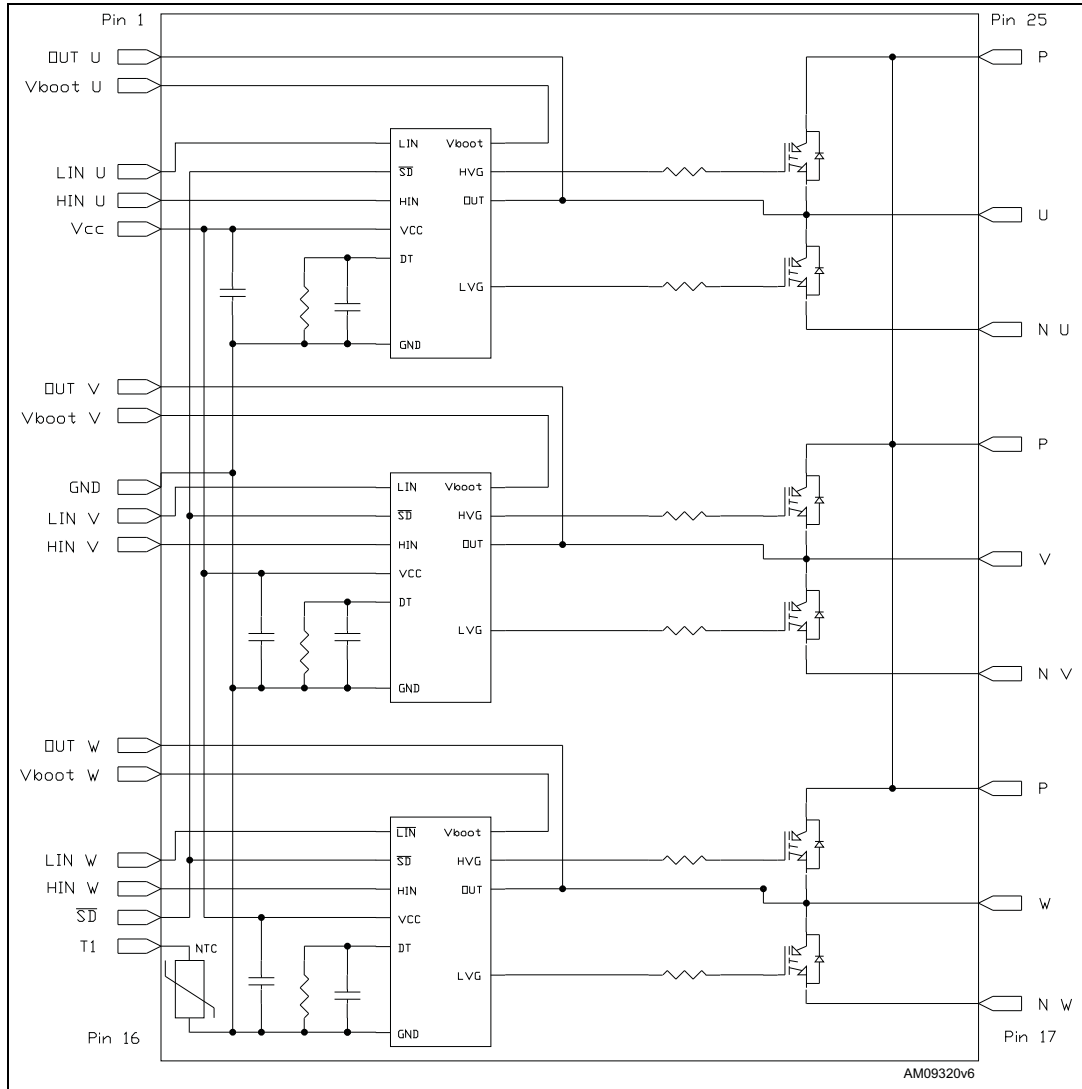 Pin 1
Pin 25
OUT U
P
Vboot U
LIN
Vboot
LIN U
SD
HVG
HIN U
HIN
OUT
U
Vcc
VCC
DT
LVG
GND
N U
OUT V
Vboot V
P
GND
LIN
Vboot
LIN V
SD
HVG
HIN V
HIN
OUT
V
VCC
DT
LVG
GND
N V
OUT W
Vboot W
P
LIN
Vboot
LIN W
SD
HVG
HIN W
HIN
OUT
W
SD
VCC
T1
NTC
DT
LVG
N W
Pin 16
GND
Pin 17
AM09320v6